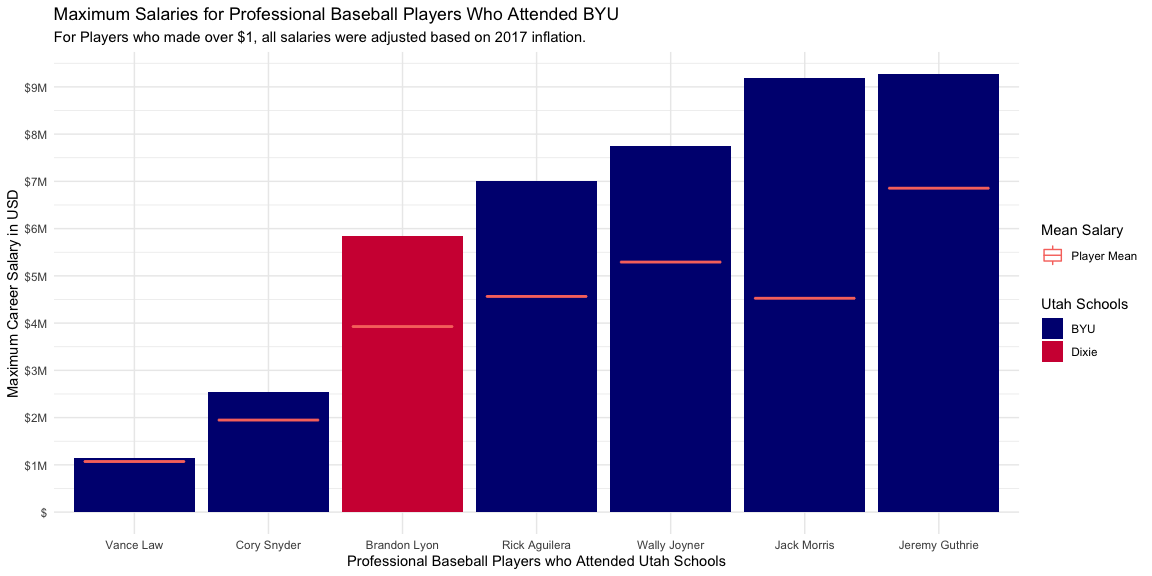 Maximum Salaries for Professional Baseball Players Who Attended BYU
For Players who made over $1, all salaries were adjusted based on 2017 inflation.
Maximum Career Salary in USD
$9M
$8M
$7M
$6M
$5M
$4M
$3M
$2M
$1M
$
Vance Law
Cory Snyder
Brandon Lyon
Rick Aguilera
Wally Joyner
Jack Morris
Jeremy Guthrie
Professional Baseball Players who Attended Utah Schools
Mean Salary
Player Mean
Utah Schools
BYU
Dixie